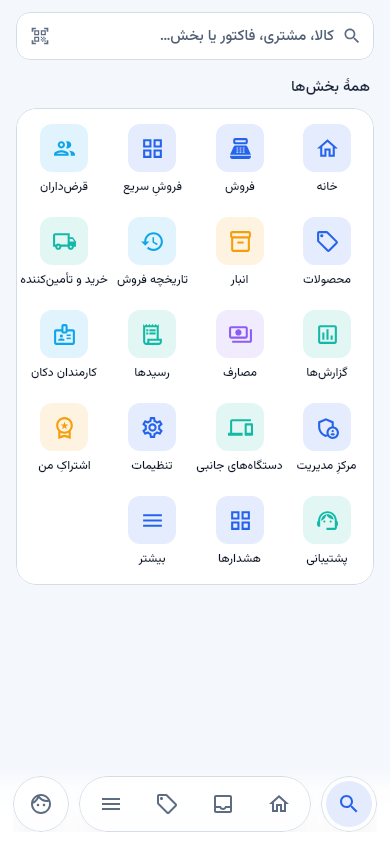 کالا، مشتری، فاکتور یا بخش...
همهٔ بخش‌ها
خانه
فروش
فروشِ سریع
قرض‌داران
محصولات
انبار
تاریخچه فروش
خرید و تأمین‌کننده
گزارش‌ها
مصارف
رسیدها
کارمندان دکان
مرکزِ مدیریت
دستگاه‌های جانبی
تنظیمات
اشتراکِ من
پشتیبانی
هشدارها
بیشتر